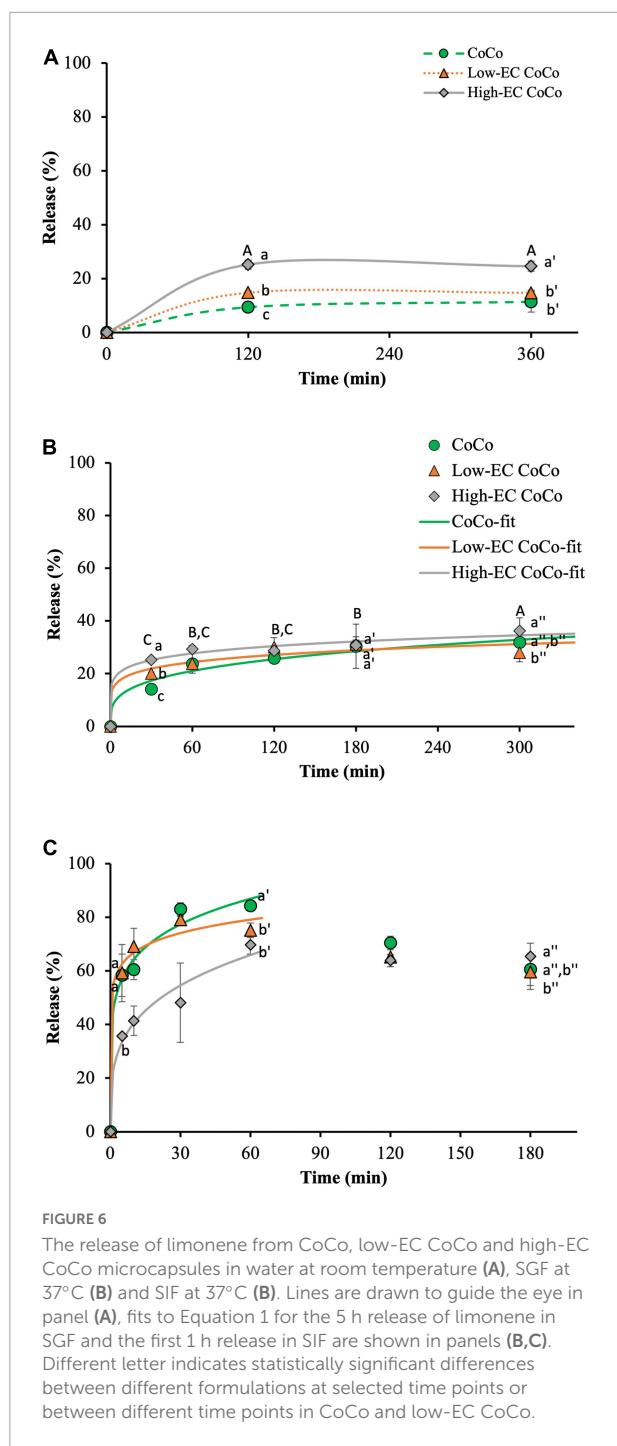 A
100
80
60
40
20
0
Release (%)
CoCo
Low-EC CoCo
High-EC CoCo
A
a
b
c
A
a'
b'
b'
0
120
240
360
Time (min)
B
100
80
60
40
20
0
Release (%)
CoCo
Low-EC CoCo
High-EC CoCo
CoCo-fit
Low-EC CoCo-fit
High-EC CoCo-fit
C a
b
c
B,C
B,C
B
a'
a'
a'
A
a''
a'',b''
b''
0
60
120
180
240
300
Time (min)
C
100
80
60
40
20
0
Release (%)
a
a
b
a'
b'
b'
a''
a'',b''
b''
0
30
60
90
120
150
180
Time (min)
FIGURE 6
The release of limonene from CoCo, low-EC CoCo and high-EC
CoCo microcapsules in water at room temperature (A), SGF at
37°C (B) and SIF at 37°C (B). Lines are drawn to guide the eye in
panel (A), fits to Equation 1 for the 5 h release of limonene in
SGF and the first 1 h release in SIF are shown in panels (B,C).
Different letter indicates statistically significant differences
between different formulations at selected time points or
between different time points in CoCo and low-EC CoCo.